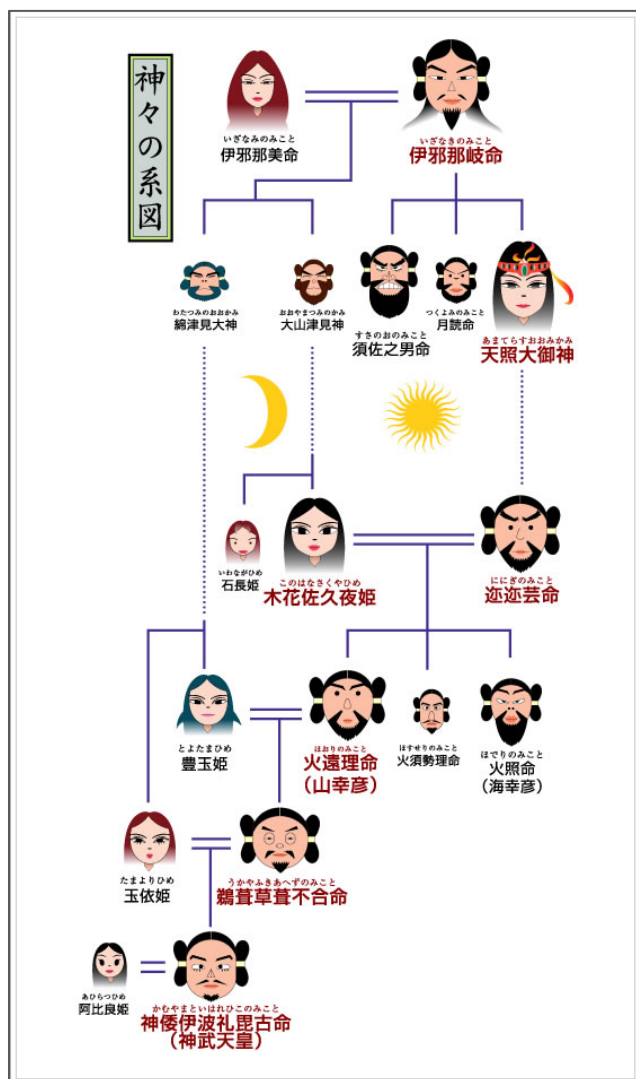 神々の系図
いざなみのみこと
伊邪那美命
いざなきのみこと
伊邪那岐命
わたつみのおおかみ
綿津見大神
おおやまつみのかみ
大山津見神
すさのおのみこと
須佐之男命
つくよみのみこと
月読命
あまてらすおおみかみ
天照大御神
いわながひめ
石長姫
このはなさくやひめ
木花佐久夜姫
ににぎのみこと
迩迩芸命
とよたまひめ
豊玉姫
ほおりのみこと
火遠理命
（山幸彦）
ほすせりのみこと
火須勢理命
ほでりのみこと
火照命
（海幸彦）
たまよりひめ
玉依姫
うかやふきあへずのみこと
鵜葺草葺不合命
あひらつひめ
阿比良姫
かむやまといはれひこのみこと
神倭伊波礼毘古命
（神武天皇）